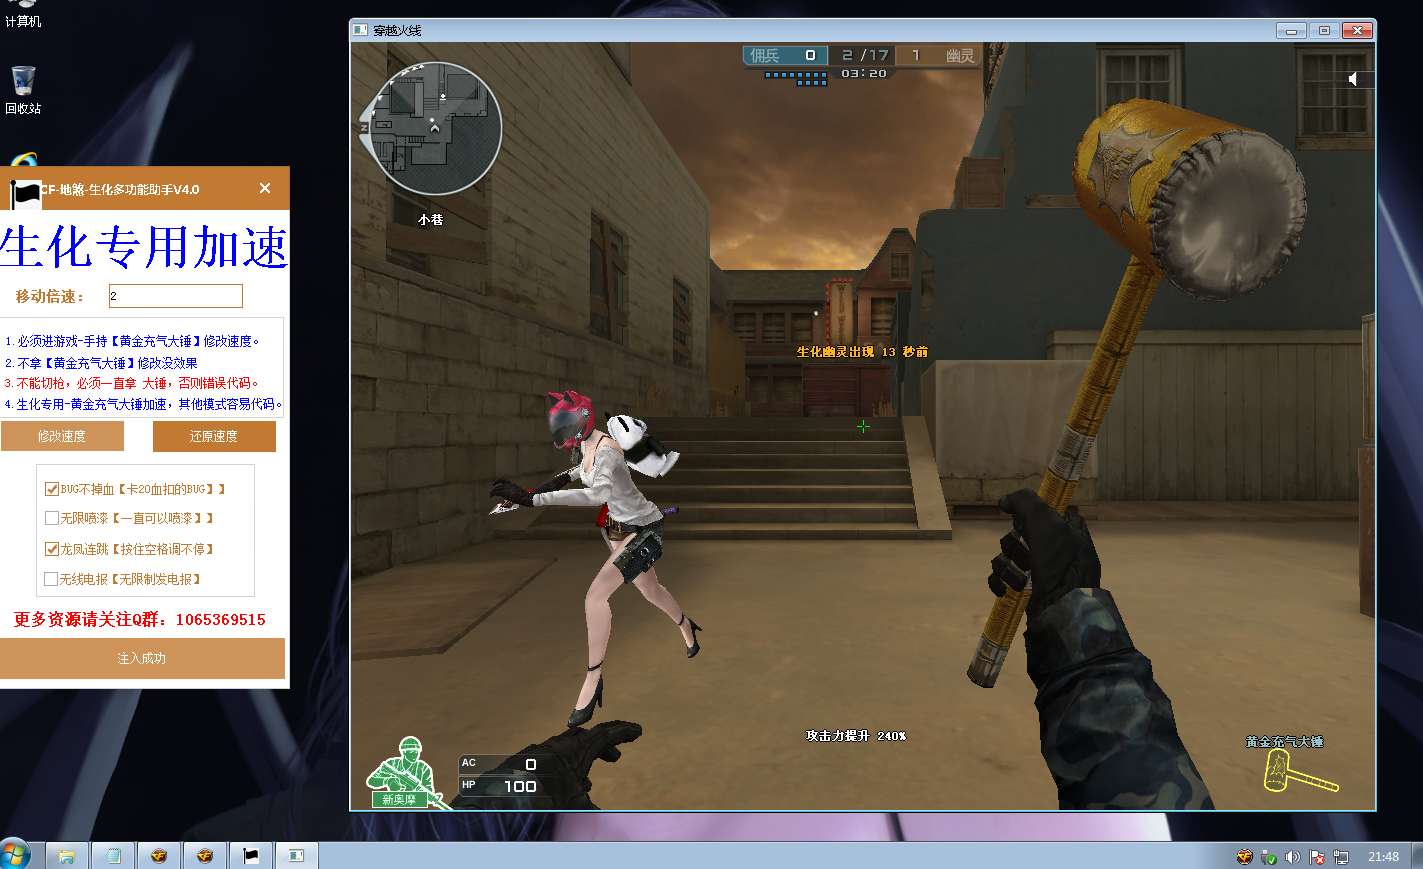 计算机
回收站
CF-地煞-生化多功能助手V4.0
生化专用加速
移动倍速： 2
1.必须进游戏-手持【黄金充气大锤】修改速度。
2.不拿【黄金充气大锤】修改没效果
3.不能切枪，必须一直拿 大锤，否则错误代码。
4.生化专用-黄金充气大锤加速，其他模式容易代码。
修改速度 还原速度
BUG不掉血【卡20血扣的BUG】】
无限喷漆【一直可以喷漆】】
龙凤连跳【按住空格调不停】
无线电报【无限制发电报】
更多资源请关注Q群：1065369515
注入成功
穿越火线
佣兵 0 2 /17 1 幽灵
03:20
N
小巷
生化幽灵出现 13 秒前
攻击力提升 240%
黄金充气大锤
AC 0
HP 100
新奥摩
21:48